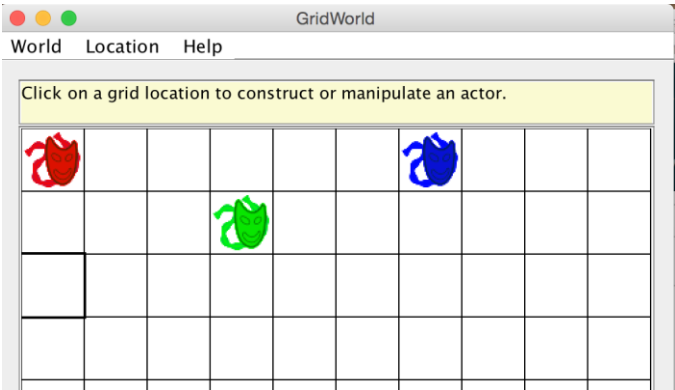 GridWorld
World Location Help
Click on a grid location to construct or manipulate an actor.